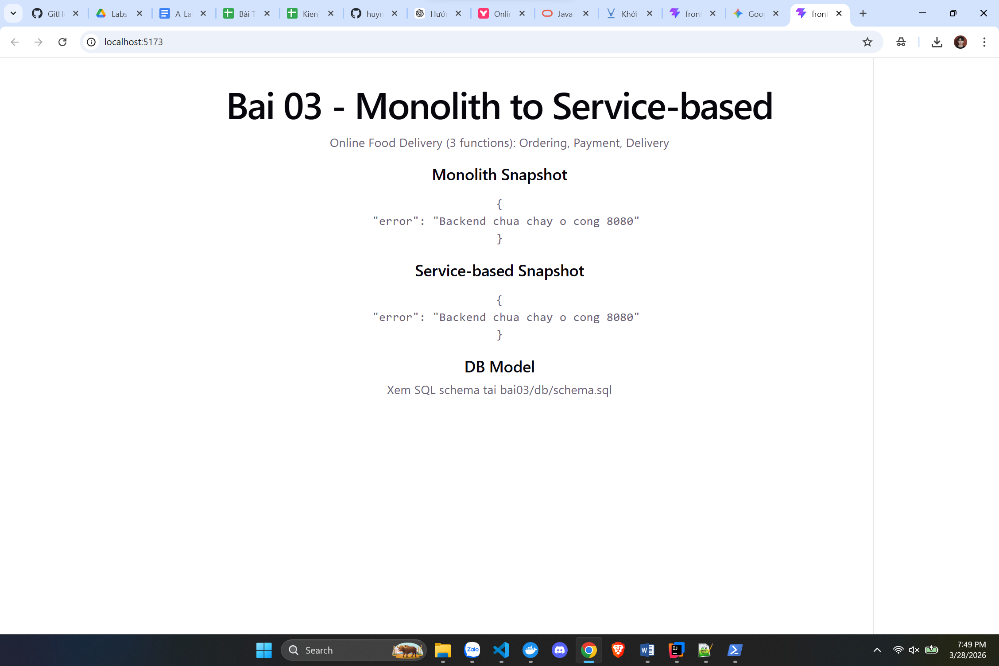 GitH
Labs
A_La
Bài T
Kien
huyn
Hướ
Onlin
Java
Khởi
front
Goo
front
localhost:5173
Bai 03 - Monolith to Service-based
Online Food Delivery (3 functions): Ordering, Payment, Delivery
Monolith Snapshot
{
"error": "Backend chua chay o cong 8080"
}
Service-based Snapshot
{
"error": "Backend chua chay o cong 8080"
}
DB Model
Xem SQL schema tai bai03/db/schema.sql
Search
Zalo
7:49 PM
3/28/2026